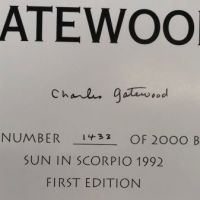 ATEWOO
Charles Gatewood
NUMBER 1432 OF 2000 B
SUN IN SCORPIO 1992
FIRST EDITION